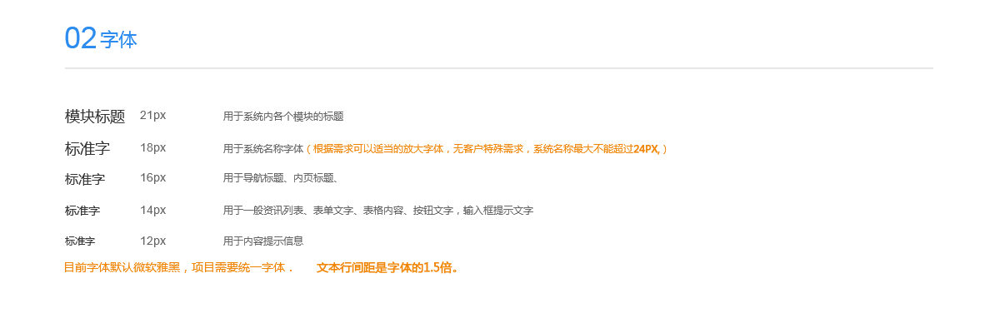 02 字体
模块标题 21px 用于系统内各个模块的标题
标准字 18px 用于系统名称字体（根据需求可以适当的放大字体，无客户特殊需求，系统名称最大不能超过24PX,）
标准字 16px 用于导航标题、内页标题、
标准字 14px 用于一般资讯列表、表单文字、表格内容、按钮文字，输入框提示文字
标准字 12px 用于内容提示信息
目前字体默认微软雅黑，项目需要统一字体． 文本行间距是字体的1.5倍。